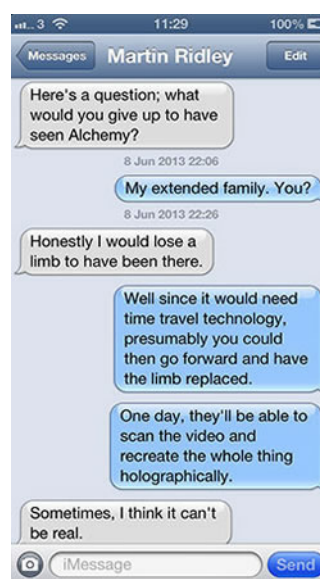 ...3 11:29 100%
Messages Martin Ridley Edit
Here's a question; what
would you give up to have
seen Alchemy?
8 Jun 2013 22:06
My extended family. You?
8 Jun 2013 22:26
Honestly I would lose a
limb to have been there.
Well since it would need
time travel technology,
presumably you could
then go forward and have
the limb replaced.
One day, they'll be able to
scan the video and
recreate the whole thing
holographically.
Sometimes, I think it can't
be real.
iMessage Send